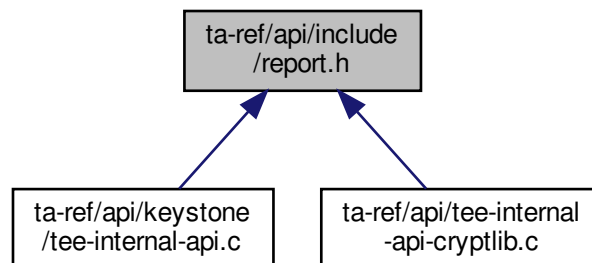 ta-ref/api/include
/report.h
ta-ref/api/keystone
/tee-internal-api.c
ta-ref/api/tee-internal
-api-cryptlib.c